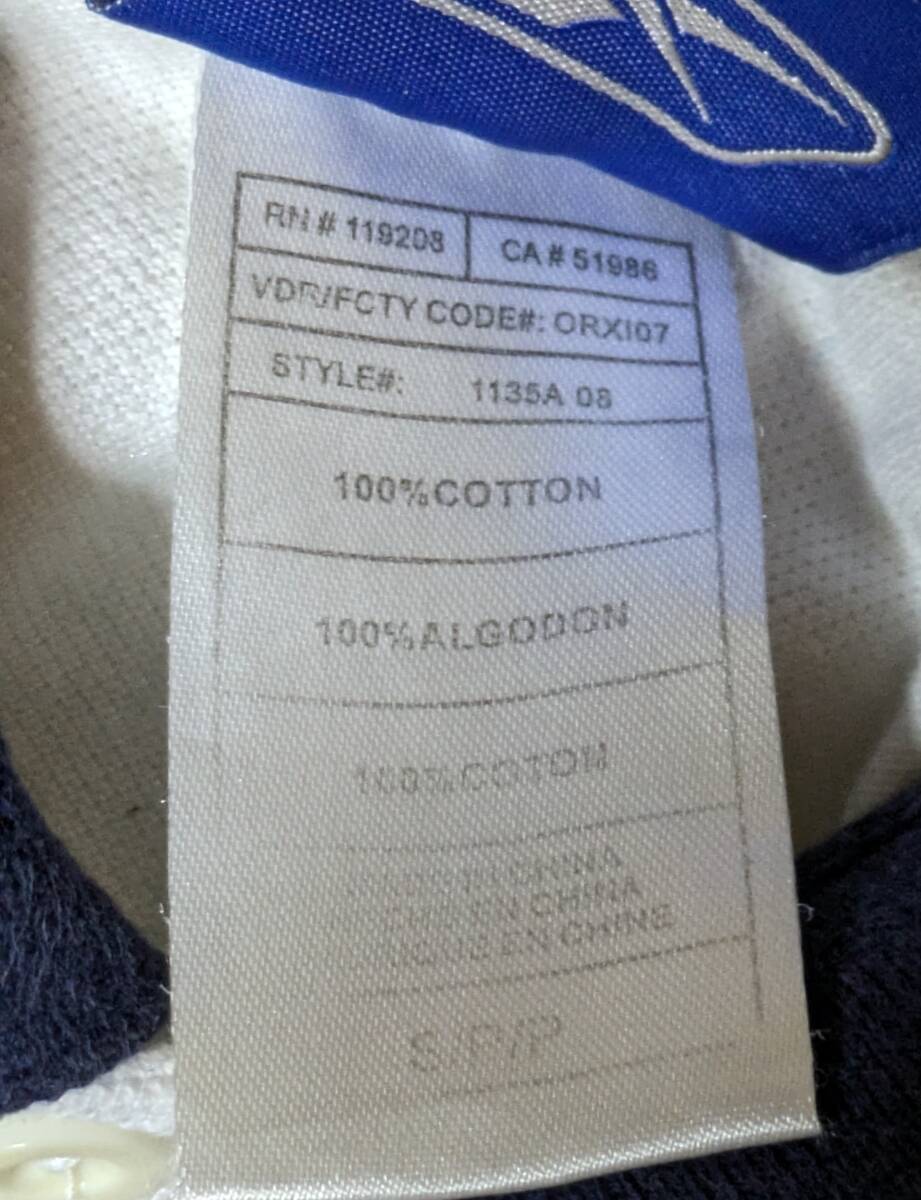 RN # 119208
CA # 51986
VDR/FCTY CODE#: ORXI07
STYLE#: 1135A 08
100%COTTON
100%ALGODON
100%COTON
MADE IN CHINA
EN CHINA
EN CHINE
S/P/P